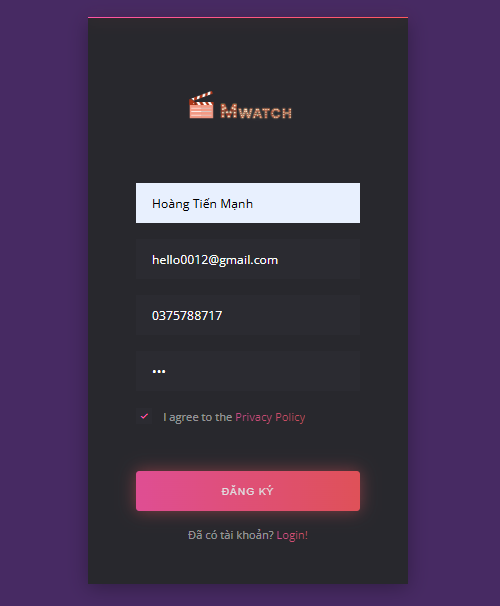 MWATCH
Hoàng Tiến Mạnh
hello0012@gmail.com
0375788717
•••
I agree to the Privacy Policy
ĐĂNG KÝ
Đã có tài khoản? Login!